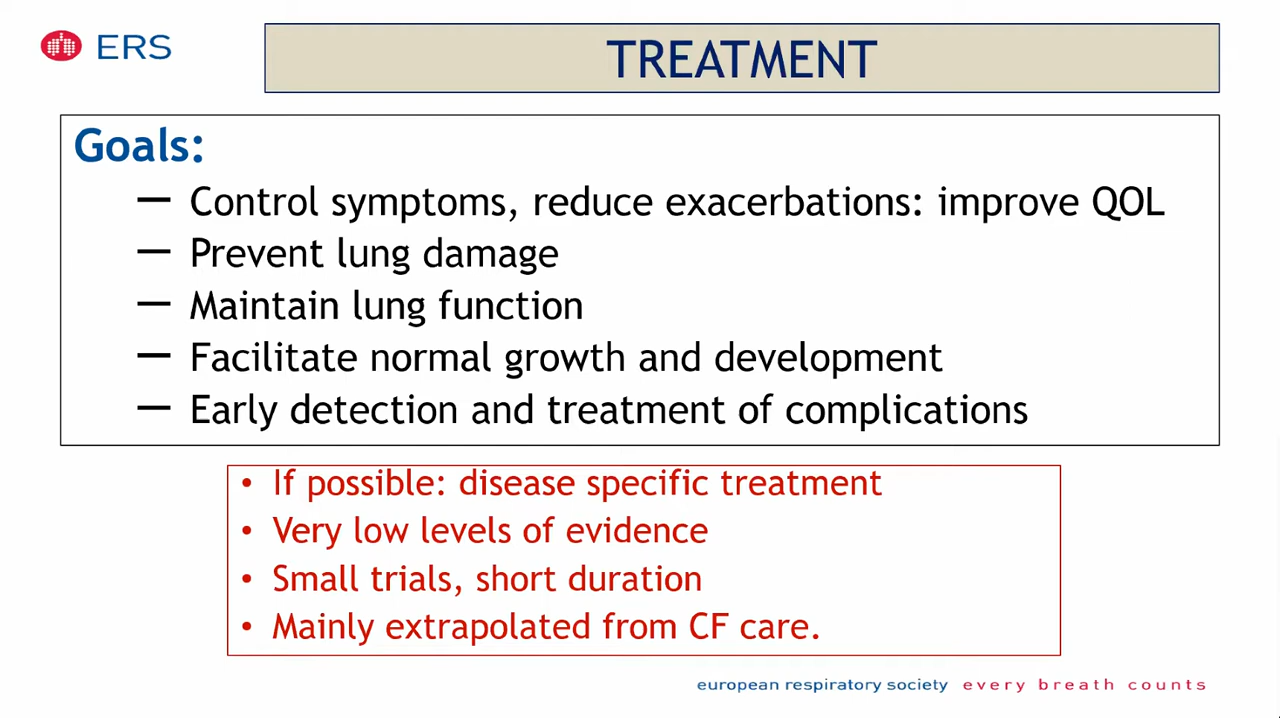 ERS
TREATMENT
Goals:
— Control symptoms, reduce exacerbations: improve QOL
— Prevent lung damage
— Maintain lung function
— Facilitate normal growth and development
— Early detection and treatment of complications
• If possible: disease specific treatment
• Very low levels of evidence
• Small trials, short duration
• Mainly extrapolated from CF care.
european respiratory society every breath counts